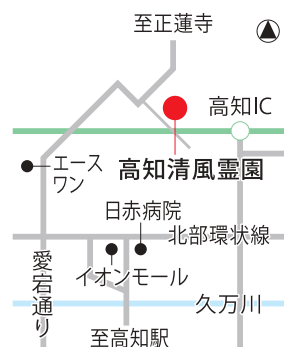 至正蓮寺
高知IC
エース
ワン
高知清風霊園
日赤病院
北部環状線
愛宕通り
イオンモール
久万川
至高知駅